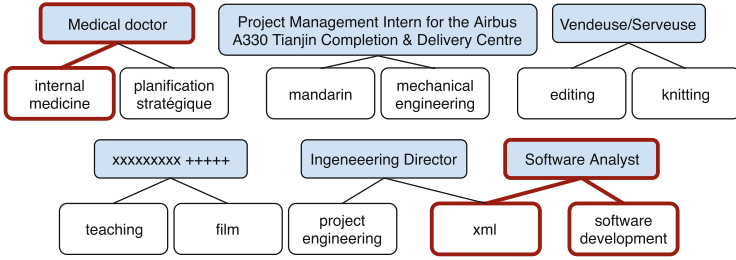 Medical doctor
Project Management Intern for the Airbus
A330 Tianjin Completion & Delivery Centre
Vendeuse/Serveuse
internal
medicine
planification
stratégique
mandarin
mechanical
engineering
editing
knitting
xxxxxxxxx +++++
Ingeneeering Director
Software Analyst
teaching
film
project
engineering
xml
software
development